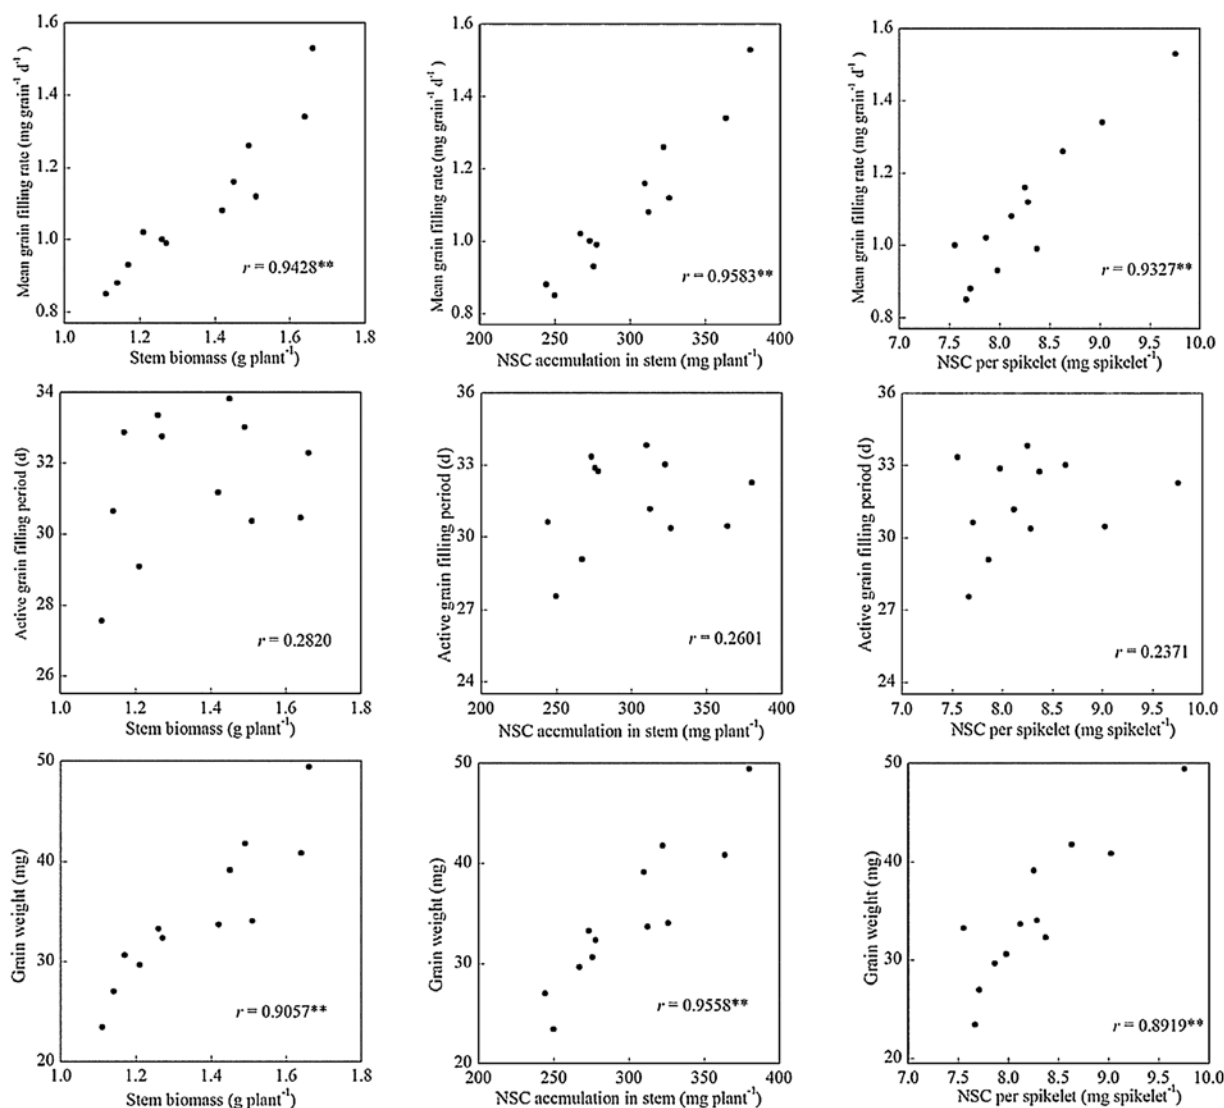 Mean grain filling rate (mg grain⁻¹ d⁻¹)
1.6
1.4
1.2
1.0
0.8
r = 0.9428**
1.0 1.2 1.4 1.6 1.8
Stem biomass (g plant⁻¹)
Mean grain filling rate (mg grain⁻¹ d⁻¹)
1.6
1.4
1.2
1.0
0.8
r = 0.9583**
200 250 300 350 400
NSC accmulation in stem (mg plant⁻¹)
Mean grain filling rate (mg grain⁻¹ d⁻¹)
1.6
1.4
1.2
1.0
0.8
r = 0.9327**
7.0 7.5 8.0 8.5 9.0 9.5 10.0
NSC per spikelet (mg spikelet⁻¹)
Active grain filling period (d)
34
32
30
28
26
r = 0.2820
1.0 1.2 1.4 1.6 1.8
Stem biomass (g plant⁻¹)
Active grain filling period (d)
36
33
30
27
24
r = 0.2601
200 250 300 350 400
NSC accmulation in stem (mg plant⁻¹)
Active grain filling period (d)
36
33
30
27
24
r = 0.2371
7.0 7.5 8.0 8.5 9.0 9.5 10.0
NSC per spikelet (mg spikelet⁻¹)
Grain weight (mg)
50
40
30
20
r = 0.9057**
1.0 1.2 1.4 1.6 1.8
Stem biomass (g plant⁻¹)
Grain weight (mg)
50
40
30
20
r = 0.9558**
200 250 300 350 400
NSC accmulation in stem (mg plant⁻¹)
Grain weight (mg)
50
40
30
20
r = 0.8919**
7.0 7.5 8.0 8.5 9.0 9.5 10.0
NSC per spikelet (mg spikelet⁻¹)